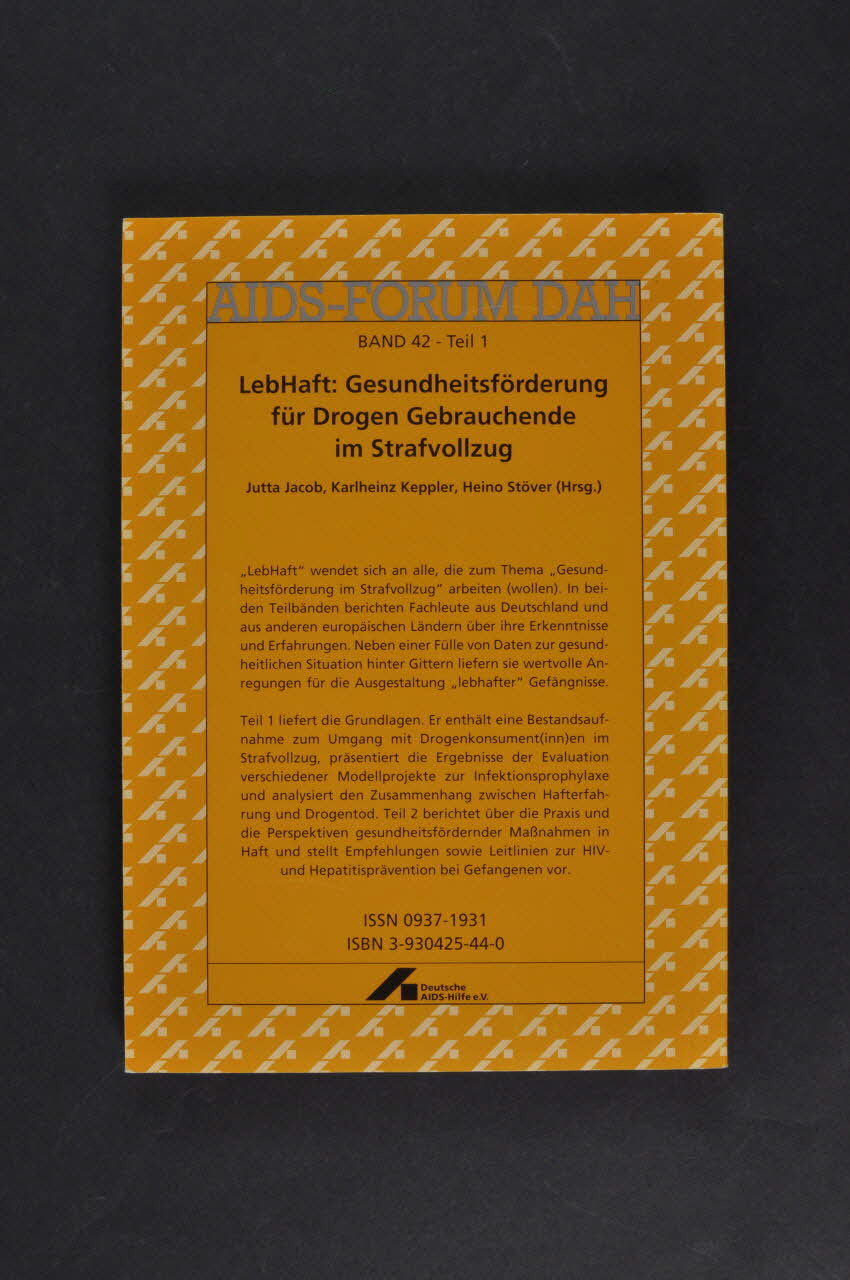 AIDS-FORUM DAH
BAND 42 - Teil 1
LebHaft: Gesundheitsförderung
für Drogen Gebrauchende
im Strafvollzug
Jutta Jacob, Karlheinz Keppler, Heino Stöver (Hrsg.)
„LebHaft“ wendet sich an alle, die zum Thema „Gesund-
heitsförderung im Strafvollzug“ arbeiten (wollen). In bei-
den Teilbänden berichten Fachleute aus Deutschland und
aus anderen europäischen Ländern über ihre Erkenntnisse
und Erfahrungen. Neben einer Fülle von Daten zur gesund-
heitlichen Situation hinter Gittern liefern sie wertvolle An-
regungen für die Ausgestaltung „lebhafter“ Gefängnisse.
Teil 1 liefert die Grundlagen. Er enthält eine Bestandsauf-
nahme zum Umgang mit Drogenkonsument(inn)en im
Strafvollzug, präsentiert die Ergebnisse der Evaluation
verschiedener Modellprojekte zur Infektionsprophylaxe
und analysiert den Zusammenhang zwischen Hafterfah-
rung und Drogentod. Teil 2 berichtet über die Praxis und
die Perspektiven gesundheitsfördernder Maßnahmen in
Haft und stellt Empfehlungen sowie Leitlinien zur HIV-
und Hepatitisprävention bei Gefangenen vor.
ISSN 0937-1931
ISBN 3-930425-44-0
Deutsche
AIDS-Hilfe e.V.